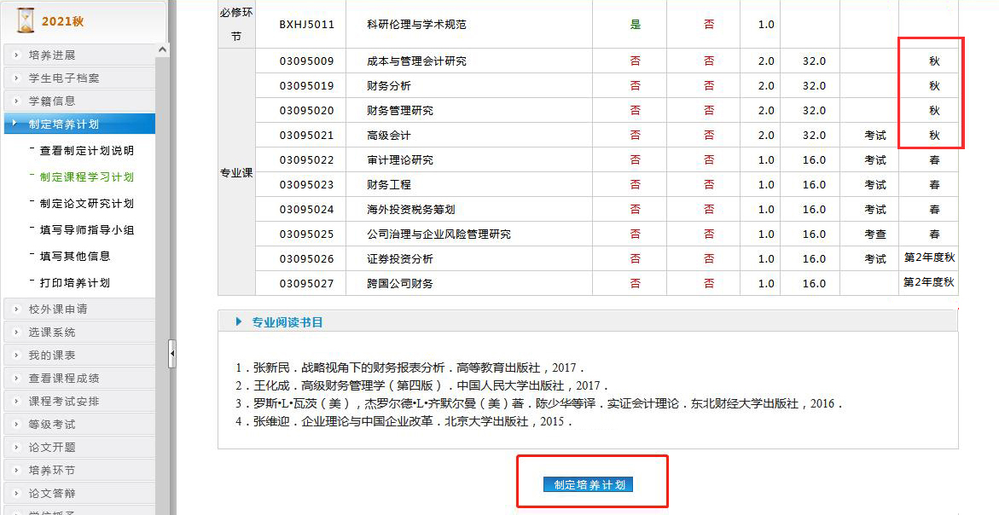 2021秋
培养进展
学生电子档案
学籍信息
制定培养计划
查看制定计划说明
制定课程学习计划
制定论文研究计划
填写导师指导小组
填写其他信息
打印培养计划
校外课申请
选课系统
我的课表
查看课程成绩
课程考试安排
等级考试
论文开题
培养环节
论文答辩
必修环节 BXHJ5011 科研伦理与学术规范 是 否 1.0
专业课
03095009 成本与管理会计研究 否 否 2.0 32.0 秋
03095019 财务分析 否 否 2.0 32.0 秋
03095020 财务管理研究 否 否 2.0 32.0 秋
03095021 高级会计 否 否 2.0 32.0 考试 秋
03095022 审计理论研究 否 否 1.0 16.0 考试 春
03095023 财务工程 否 否 1.0 16.0 考试 春
03095024 海外投资税务筹划 否 否 1.0 16.0 考试 春
03095025 公司治理与企业风险管理研究 否 否 1.0 16.0 考查 春
03095026 证券投资分析 否 否 1.0 16.0 考试 第2年度秋
03095027 跨国公司财务 否 否 1.0 16.0 第2年度秋
专业阅读书目
1．张新民．战略视角下的财务报表分析．高等教育出版社，2017．
2．王化成．高级财务管理学（第四版）．中国人民大学出版社，2017．
3．罗斯•L•瓦茨（美），杰罗尔德•L•齐默尔曼（美）著．陈少华等译．实证会计理论．东北财经大学出版社，2016．
4．张维迎．企业理论与中国企业改革．北京大学出版社，2015．
制定培养计划